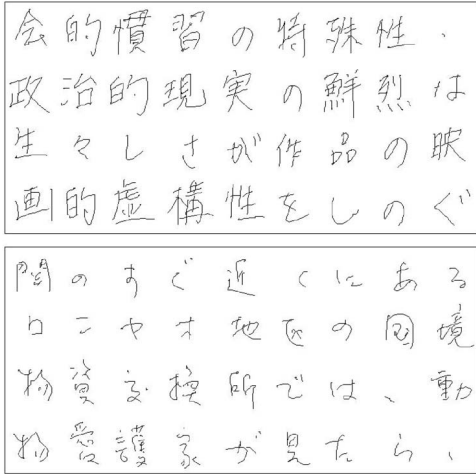 会的慣習の特殊性、
政治的現実の鮮烈は
生々しさが作品の映
画的虚構性をしのぐ
関のすぐ近くにある
ロニヤオ地区の国境
物資交換所では、動
物愛護家が見たら、